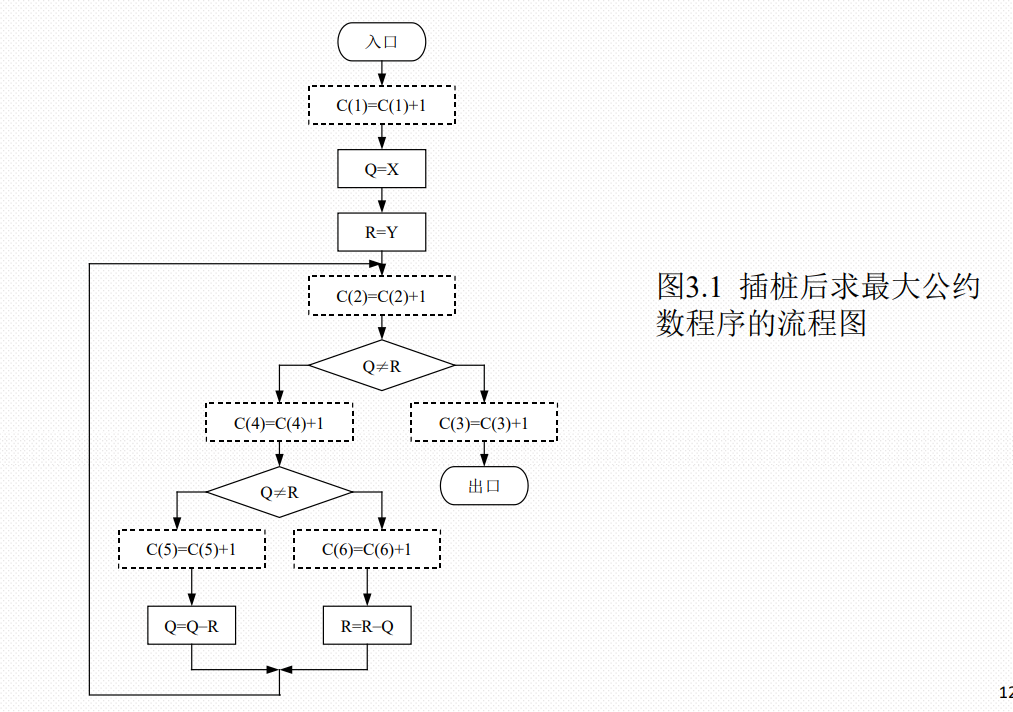 入口
C(1)=C(1)+1
Q=X
R=Y
C(2)=C(2)+1
Q≠R
C(4)=C(4)+1
C(3)=C(3)+1
Q≠R
出口
C(5)=C(5)+1
C(6)=C(6)+1
Q=Q−R
R=R−Q
图3.1 插桩后求最大公约
数程序的流程图
12